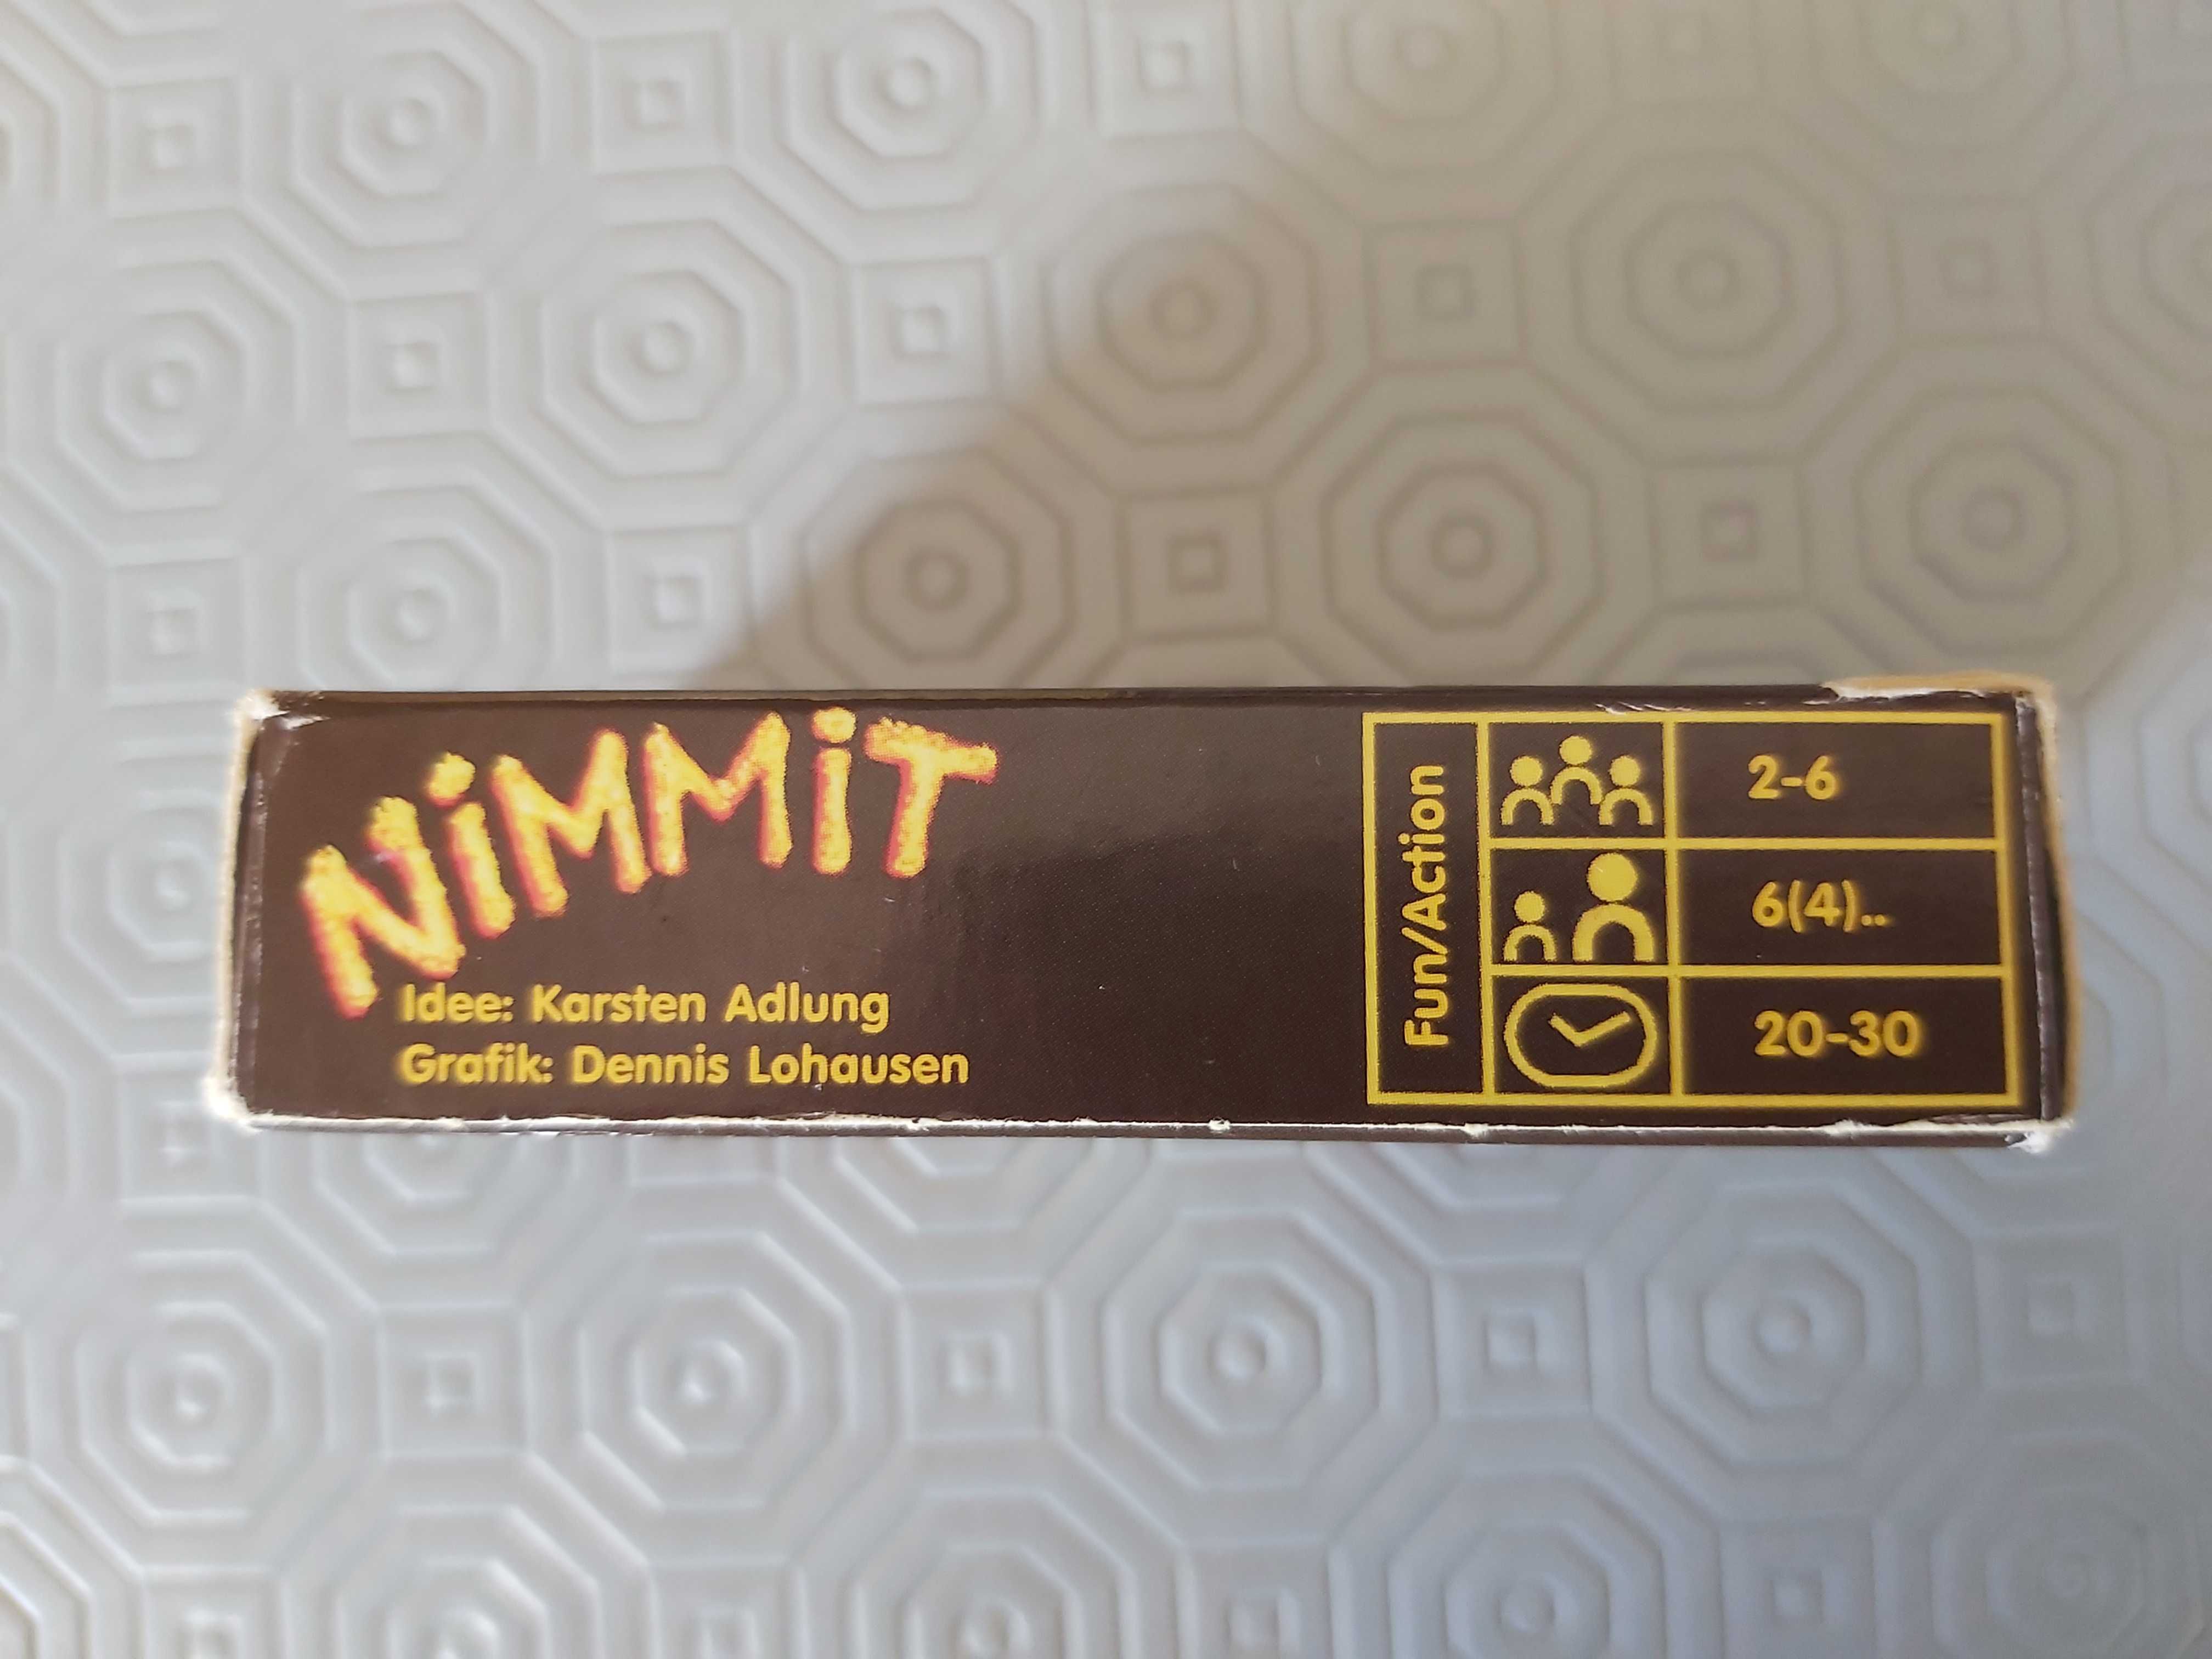 NiMMiT
Idee: Karsten Adlung
Grafik: Dennis Lohausen
Fun/Action
2-6
6(4)..
20-30